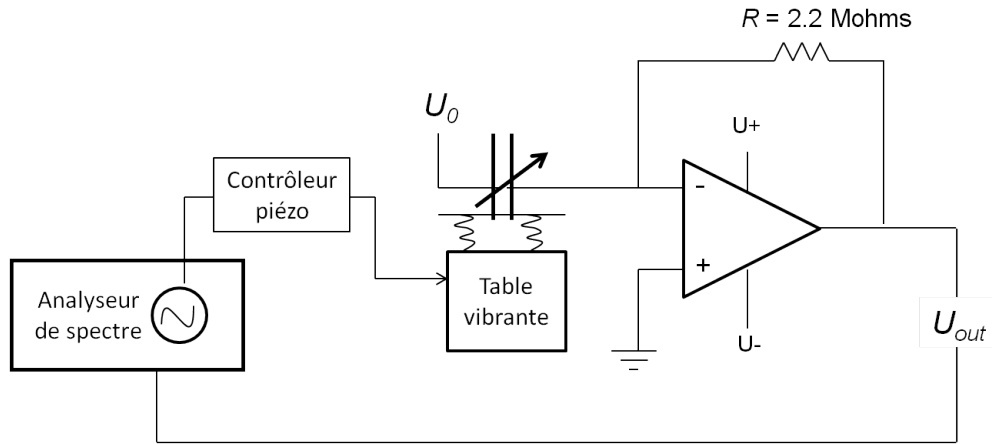 R = 2.2 Mohms
U0
U+
Contrôleur
piézo
-
+
Analyseur
de spectre
Table
vibrante
U-
Uout